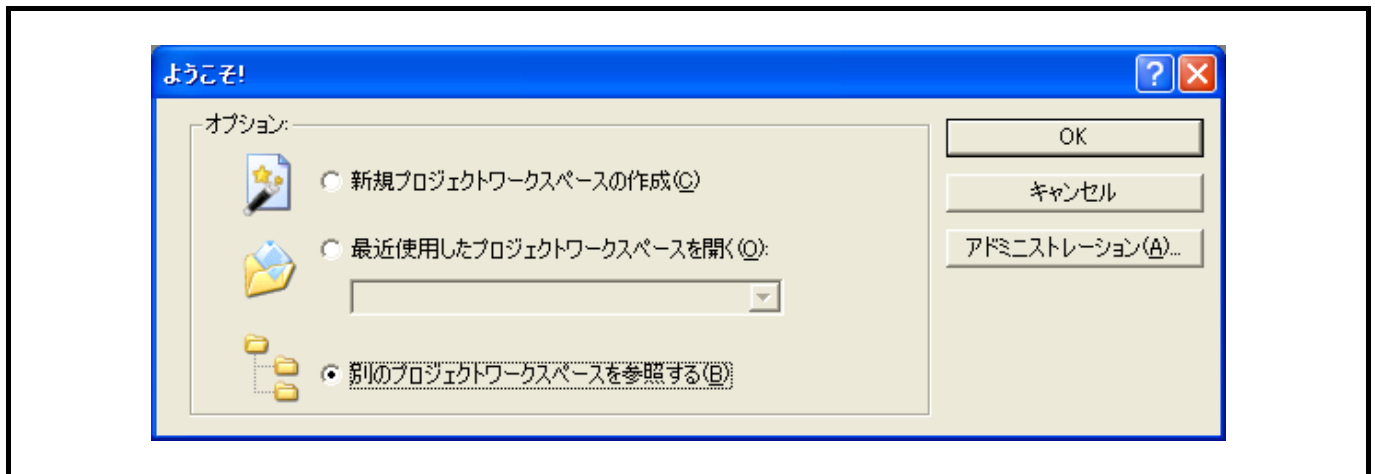 ようこそ!
オプション:
新規プロジェクトワークスペースの作成(C)
最近使用したプロジェクトワークスペースを開く(O):
別のプロジェクトワークスペースを参照する(B)
OK
キャンセル
アドミニストレーション(A)...